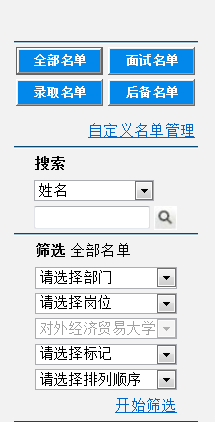 全部名单 面试名单
录取名单 后备名单
自定义名单管理
搜索
姓名
筛选 全部名单
请选择部门
请选择岗位
对外经济贸易大学
请选择标记
请选择排列顺序
开始筛选